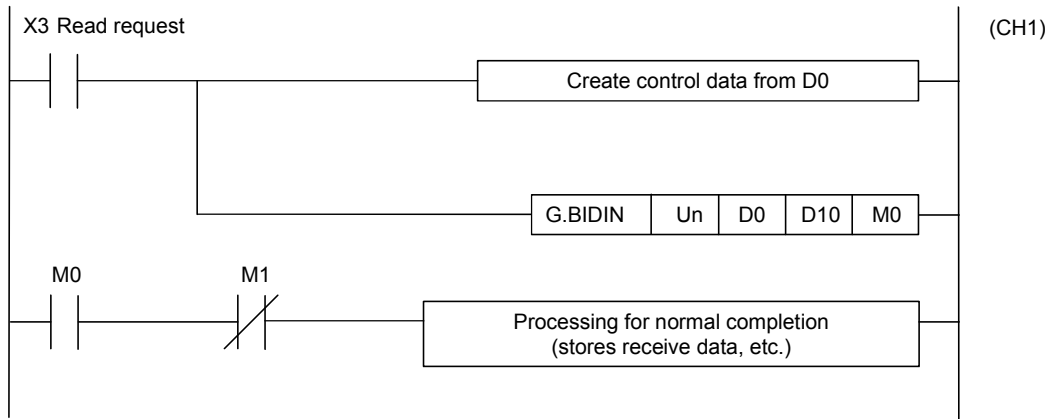 X3 Read request
(CH1)
Create control data from D0
G.BIDIN Un D0 D10 M0
M0 M1
Processing for normal completion
(stores receive data, etc.)